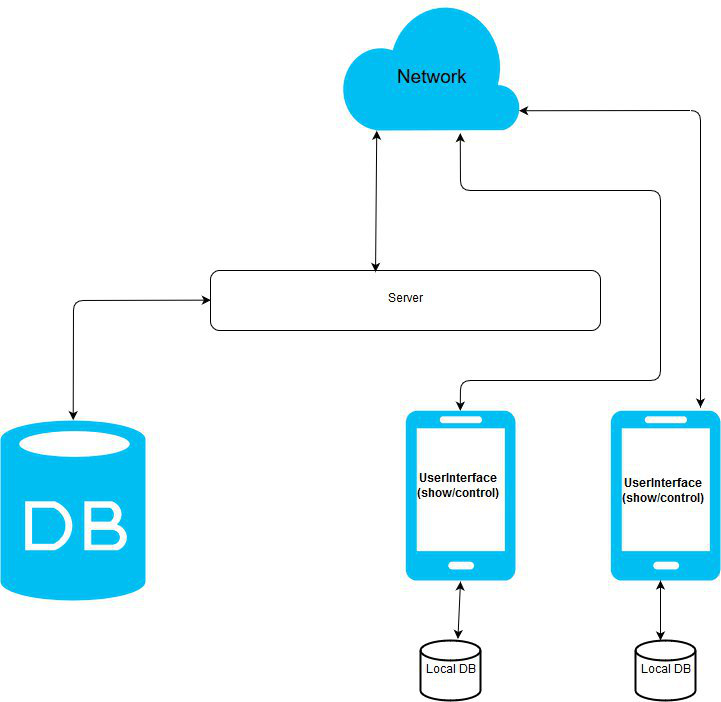 Network
Server
UserInterface
(show/control)
UserInterface
(show/control)
DB
Local DB
Local DB